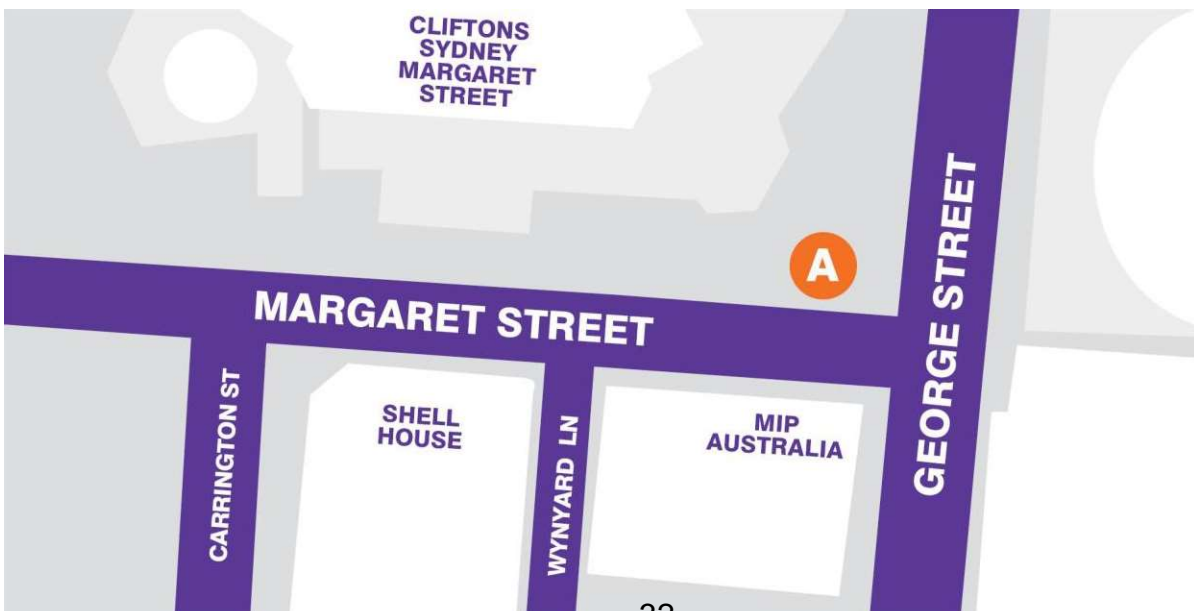 CLIFTONS
SYDNEY
MARGARET
STREET
A
GEORGE STREET
MARGARET STREET
CARRINGTON ST
SHELL
HOUSE
WYNYARD LN
MIP
AUSTRALIA